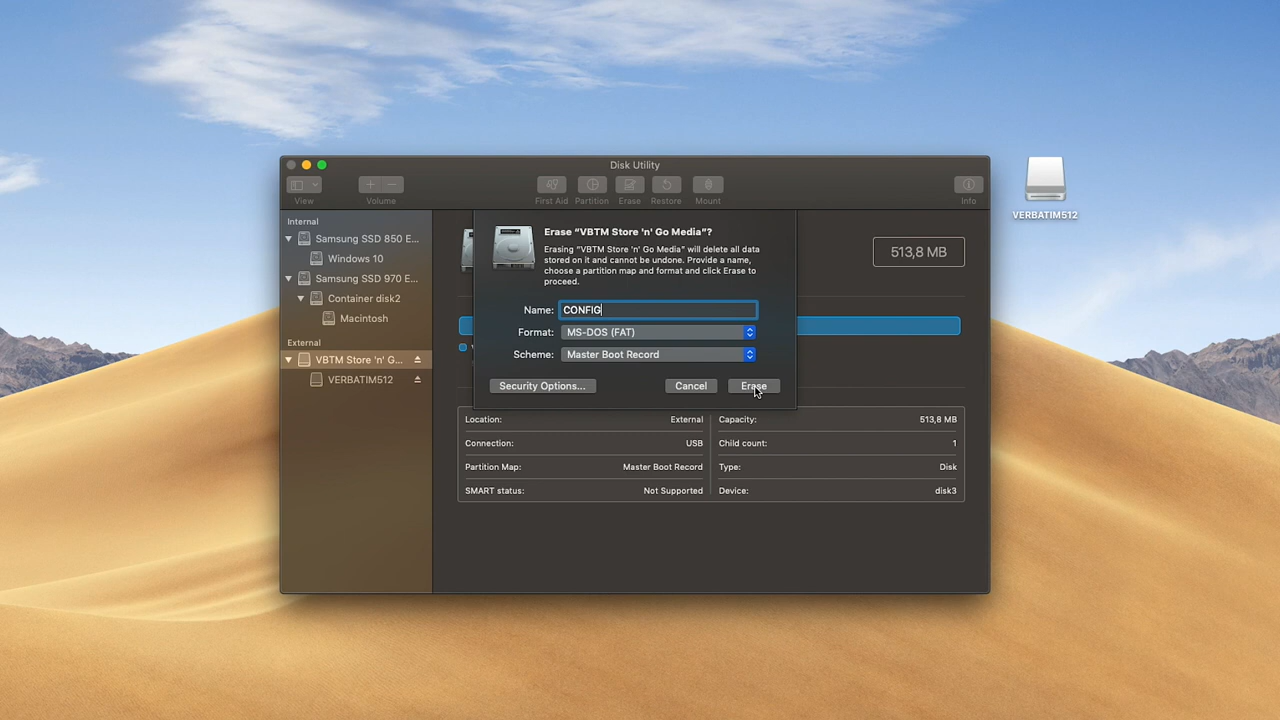 Disk Utility
View
Volume
First Aid
Partition
Erase
Restore
Mount
Info
Internal
Samsung SSD 850 E...
Windows 10
Samsung SSD 970 E...
Container disk2
Macintosh
External
VBTM Store 'n' G...
VERBATIM512
Erase “VBTM Store 'n' Go Media”?
Erasing “VBTM Store 'n' Go Media” will delete all data
stored on it and cannot be undone. Provide a name,
choose a partition map and format and click Erase to
proceed.
Name: CONFIG
Format: MS-DOS (FAT)
Scheme: Master Boot Record
Security Options...
Cancel
Erase
513,8 MB
Location: External
Connection: USB
Partition Map: Master Boot Record
SMART status: Not Supported
Capacity: 513,8 MB
Child count: 1
Type: Disk
Device: disk3
VERBATIM512